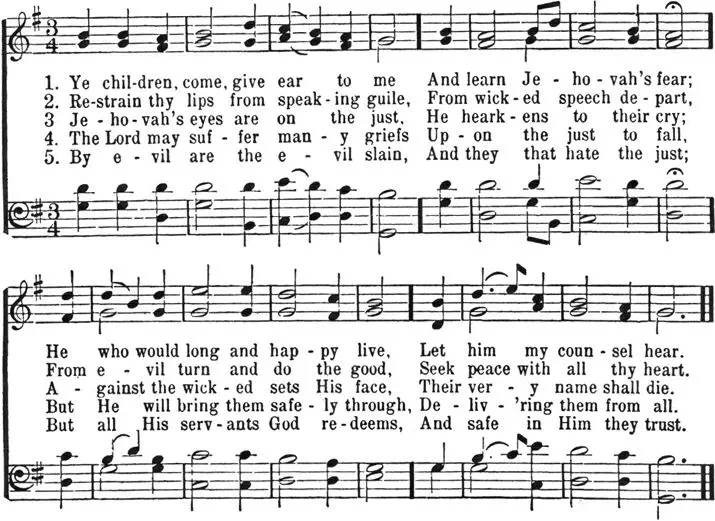 1. Ye chil-dren, come, give ear to me And learn Je - ho - vah's fear;
2. Re-strain thy lips from speak-ing guile, From wick-ed speech de - part,
3 Je - ho-vah's eyes are on the just, He heark-ens to their cry;
4. The Lord may suf - fer man - y griefs Up - on the just to fall,
5. By e - vil are the e - vil slain, And they that hate the just;
He who would long and hap - py live, Let him my coun - sel hear.
From e - vil turn and do the good, Seek peace with all thy heart.
A - gainst the wick - ed sets His face, Their ver - y name shall die.
But He will bring them safe - ly through, De - liv - 'ring them from all.
But all His serv-ants God re-deems, And safe in Him they trust.